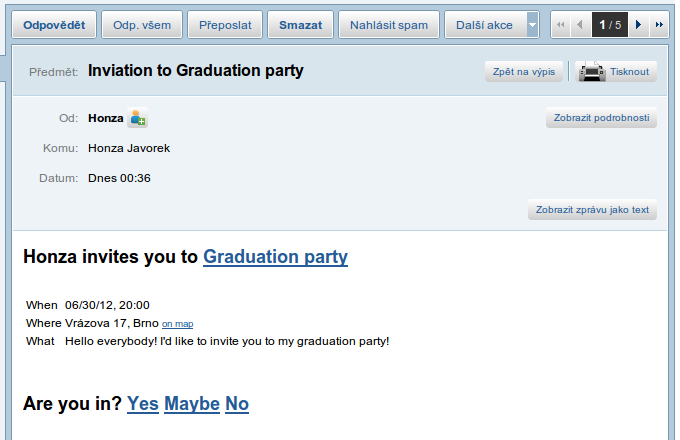 Odpovědět Odp. všem Přeposlat Smazat Nahlásit spam Další akce 1 / 5
Předmět: Inviation to Graduation party Zpět na výpis Tisknout
Od: Honza Zobrazit podrobnosti
Komu: Honza Javorek
Datum: Dnes 00:36
Zobrazit zprávu jako text
Honza invites you to Graduation party
When 06/30/12, 20:00
Where Vrázova 17, Brno on map
What Hello everybody! I'd like to invite you to my graduation party!
Are you in? Yes Maybe No